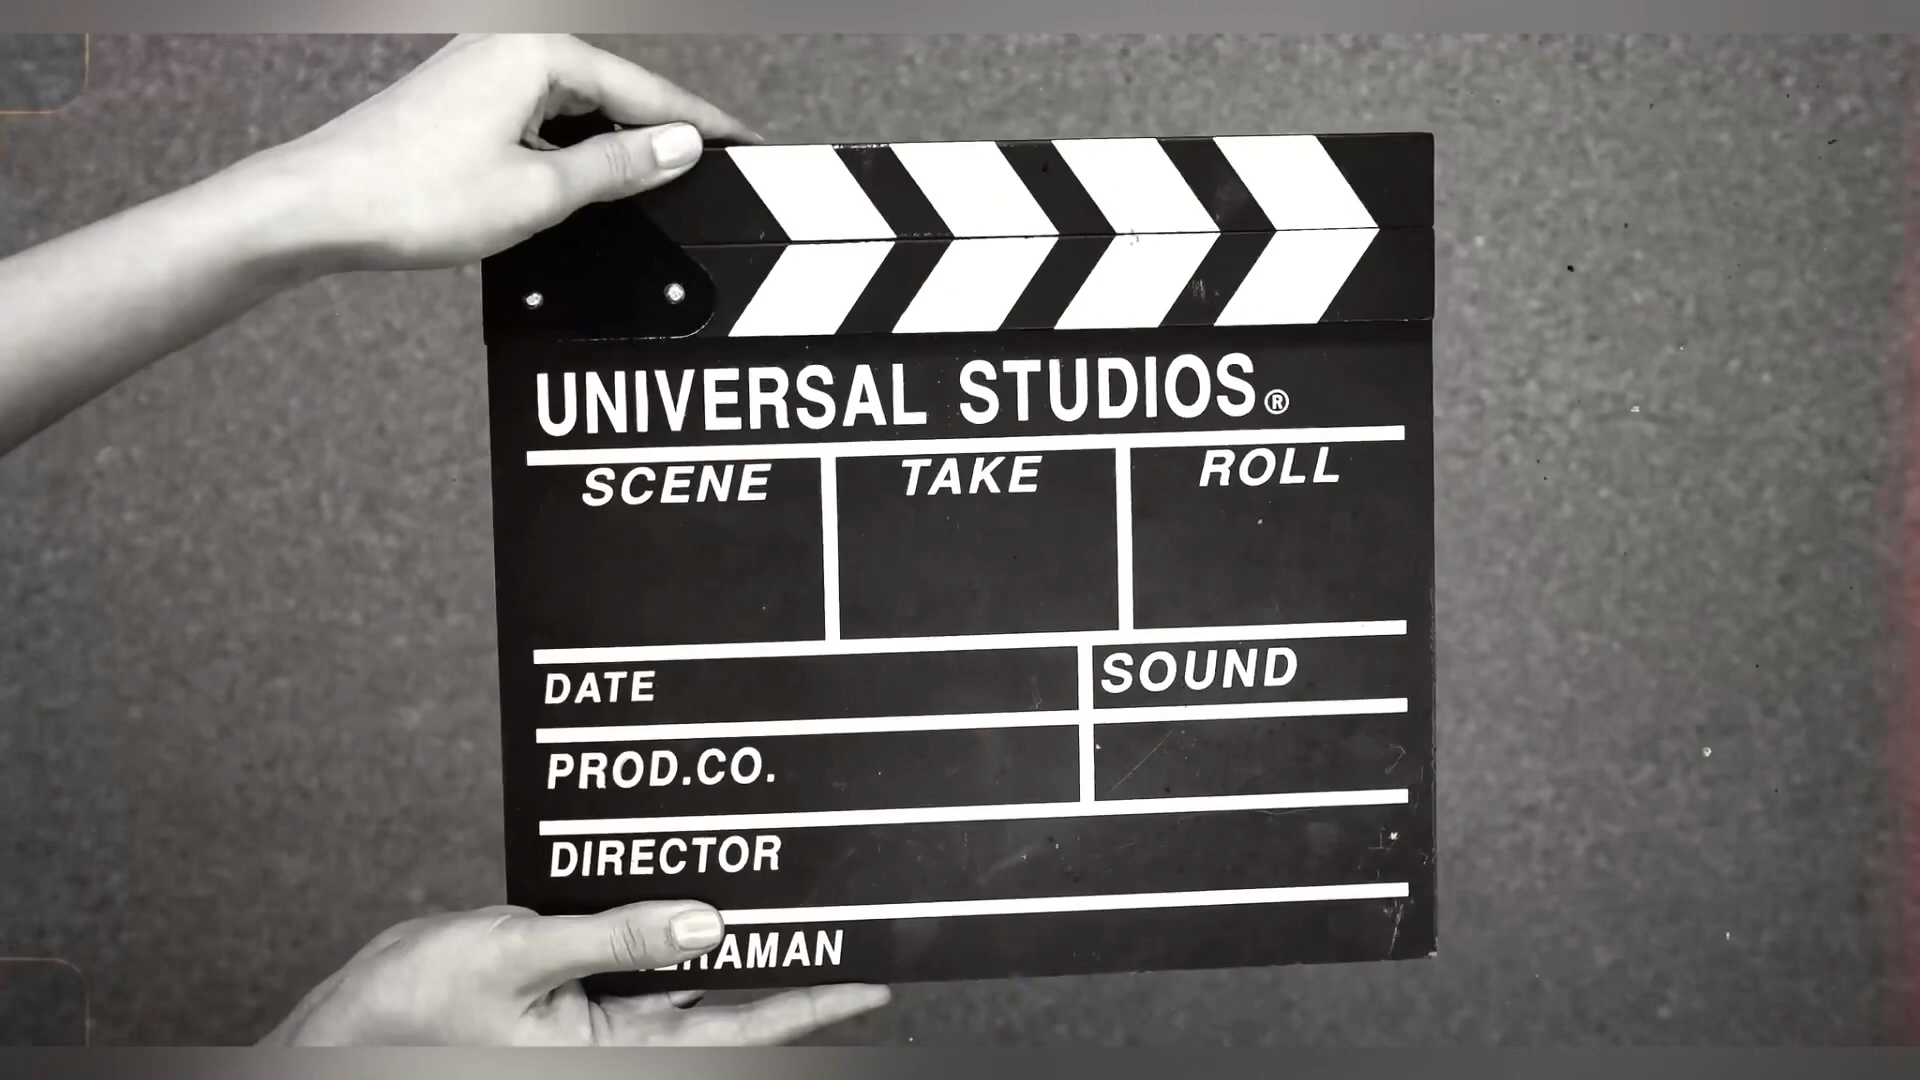 UNIVERSAL STUDIOS®
SCENE TAKE ROLL
DATE SOUND
PROD.CO.
DIRECTOR